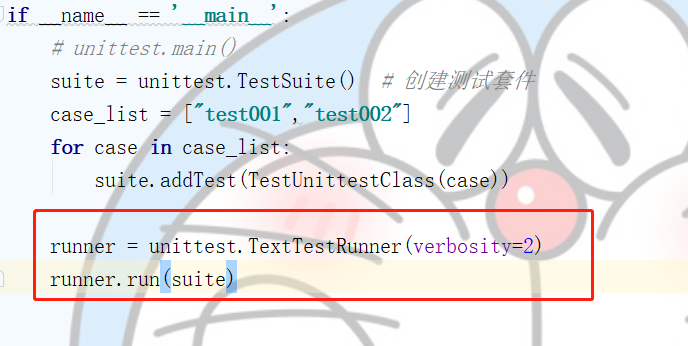 if __name__ == '__main__':
    # unittest.main()
    suite = unittest.TestSuite()  # 创建测试套件
    case_list = ["test001","test002"]
    for case in case_list:
        suite.addTest(TestUnittestClass(case))
    runner = unittest.TextTestRunner(verbosity=2)
    runner.run(suite)